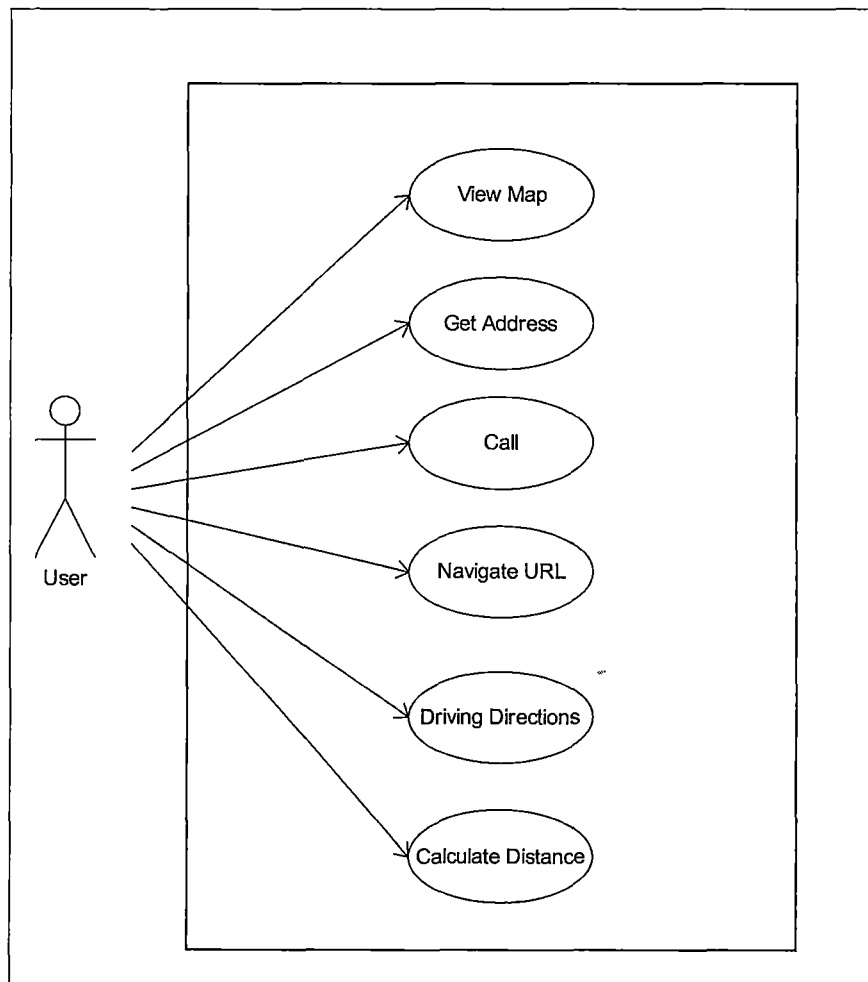 View Map
Get Address
Call
Navigate URL
User
Driving Directions
Calculate Distance